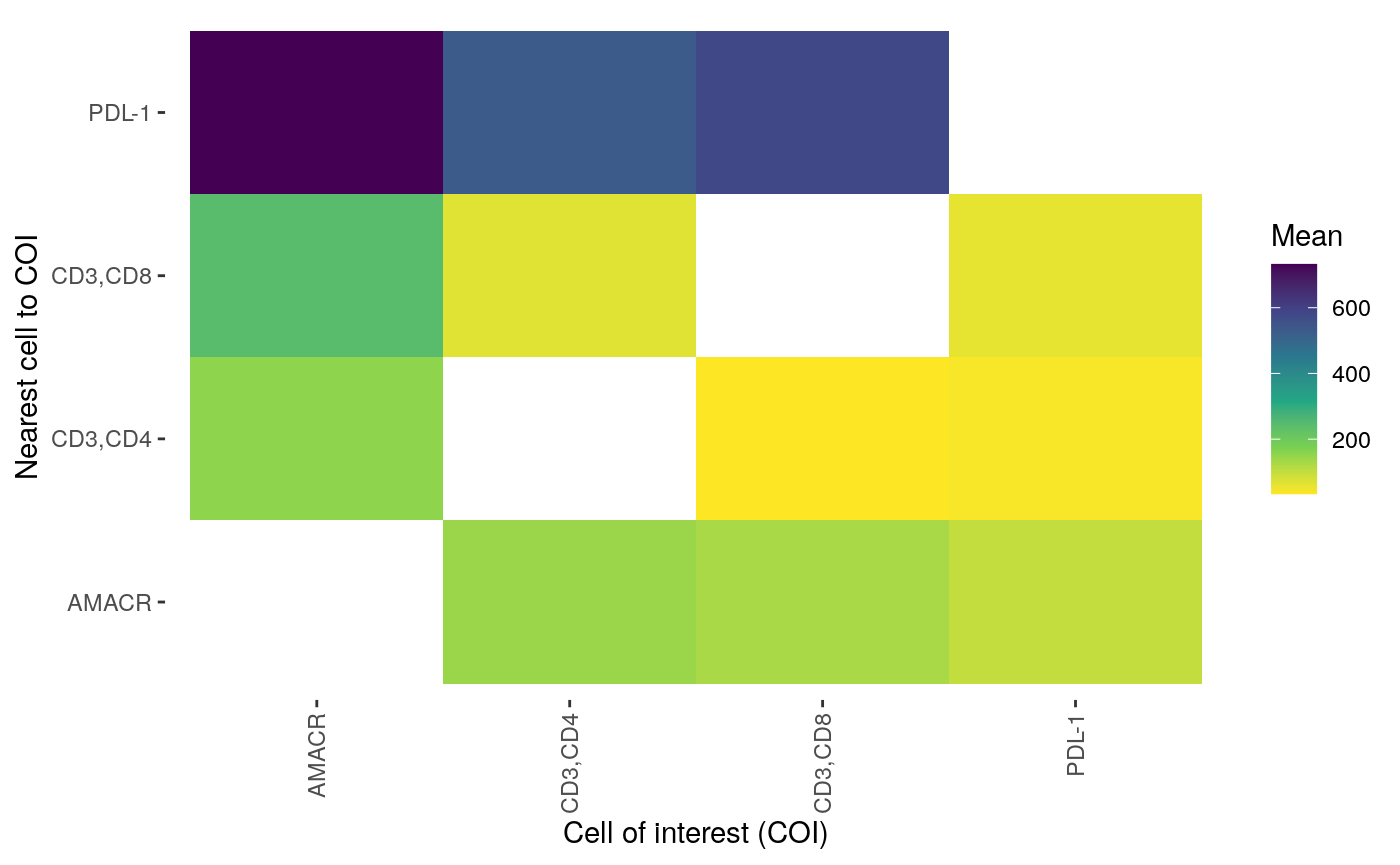 PDL-1
CD3,CD8
CD3,CD4
AMACR
Nearest cell to COI
AMACR
CD3,CD4
CD3,CD8
PDL-1
Cell of interest (COI)
Mean
600
400
200